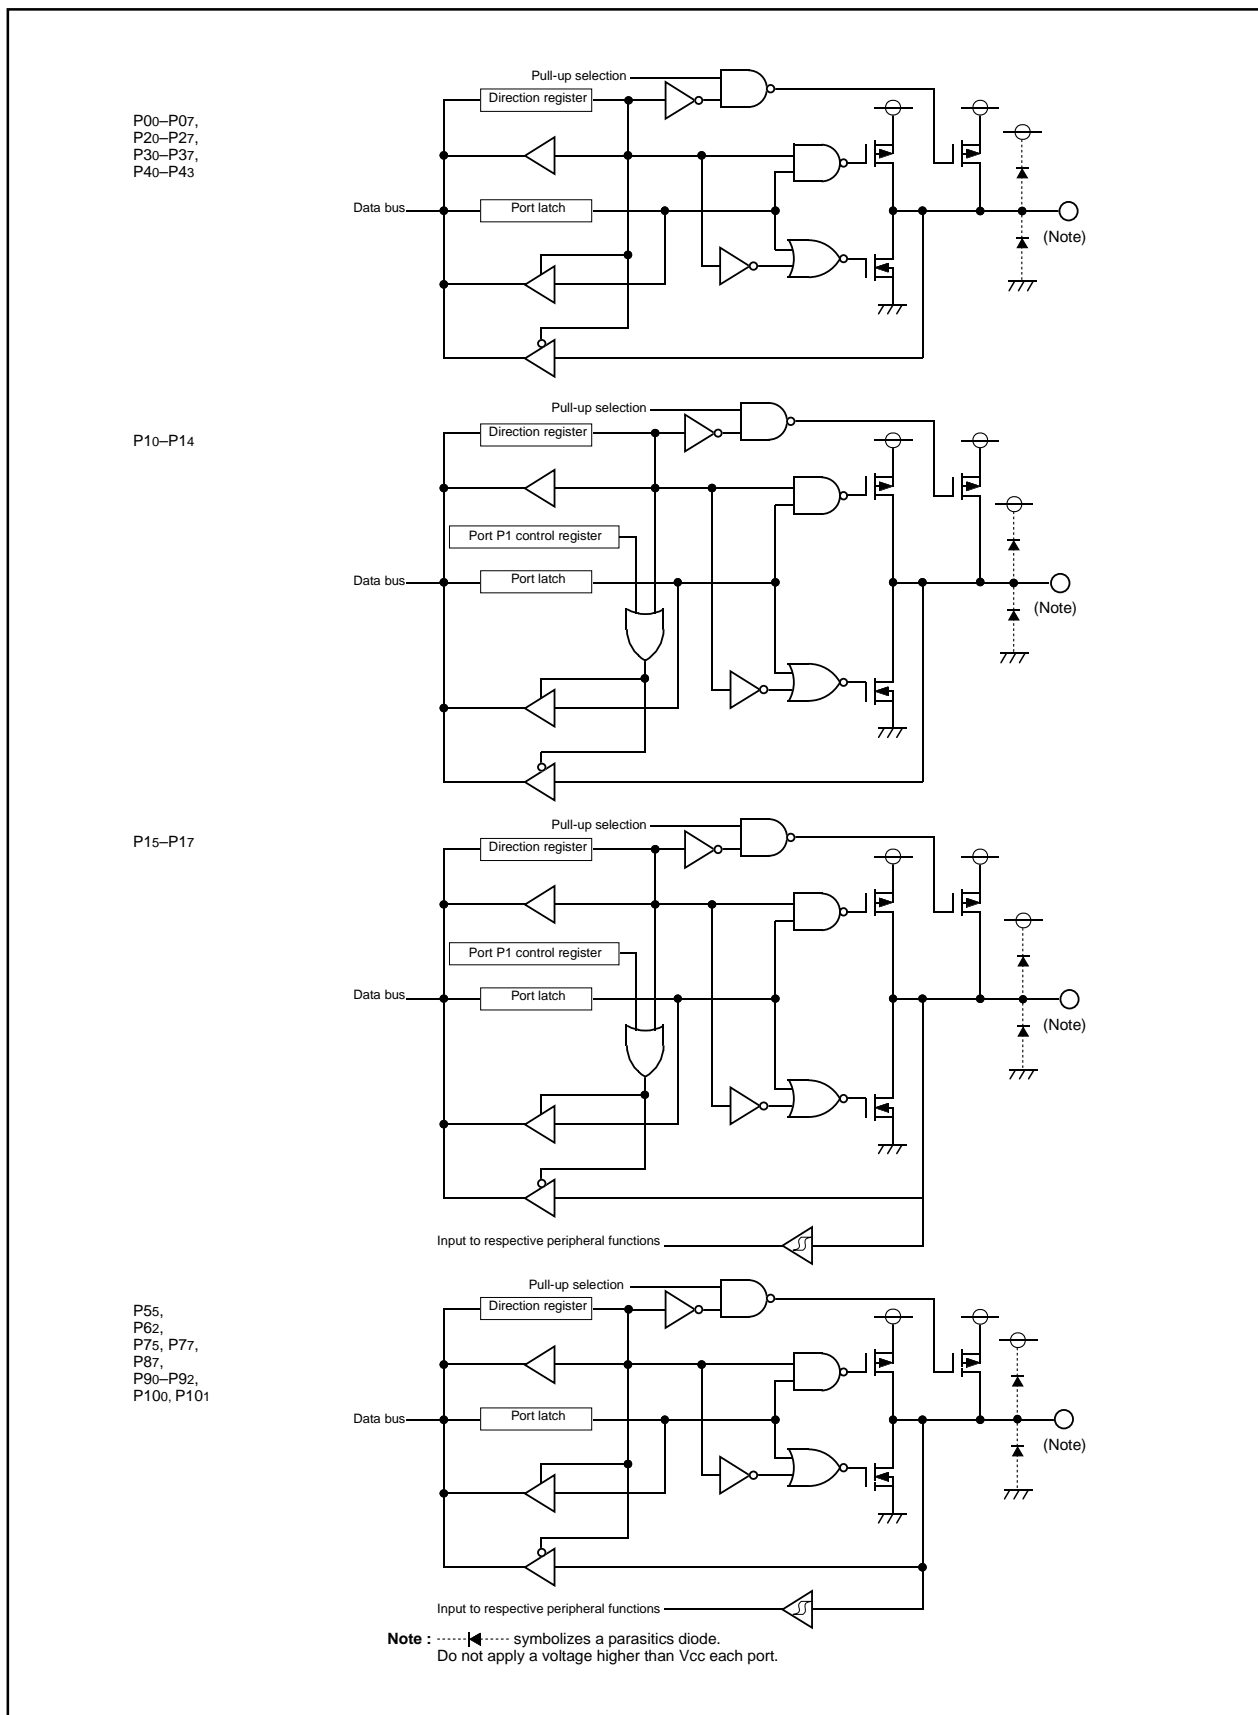 Pull-up selection
Direction register
P00–P07,
P20–P27,
P30–P37,
P40–P43
Data bus
Port latch
(Note)
Pull-up selection
P10–P14
Direction register
Port P1 control register
Data bus
Port latch
(Note)
Pull-up selection
P15–P17
Direction register
Port P1 control register
Data bus
Port latch
(Note)
Input to respective peripheral functions
Pull-up selection
Direction register
P55,
P62,
P75, P77,
P87,
P90–P92,
P100, P101
Data bus
Port latch
(Note)
Input to respective peripheral functions
Note : symbolizes a parasitics diode.
Do not apply a voltage higher than Vcc each port.